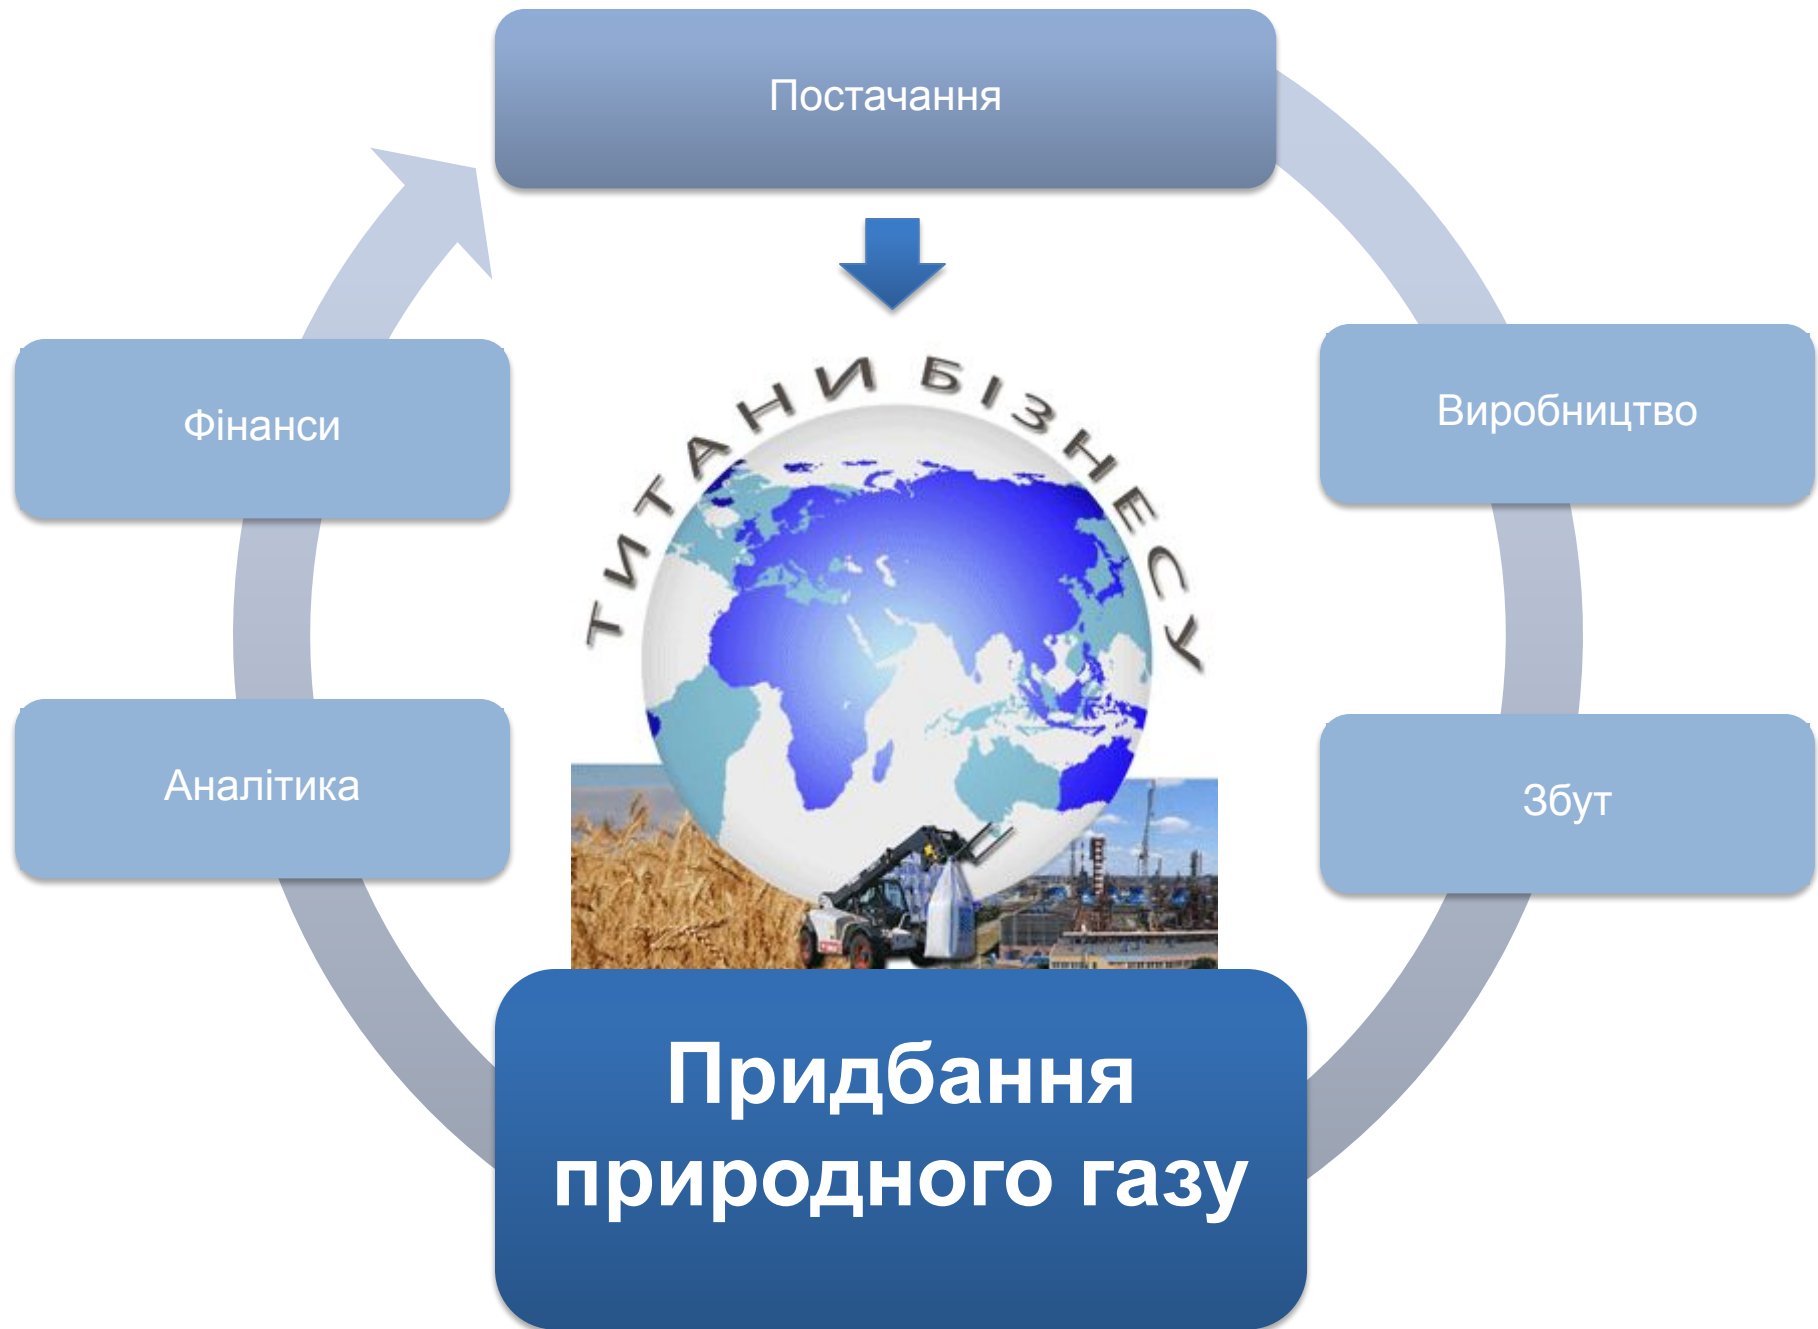 Постачання
Фінанси
Виробництво
ТИТАНИ БІЗНЕСУ
Аналітика
Збут
Придбання
природного газу